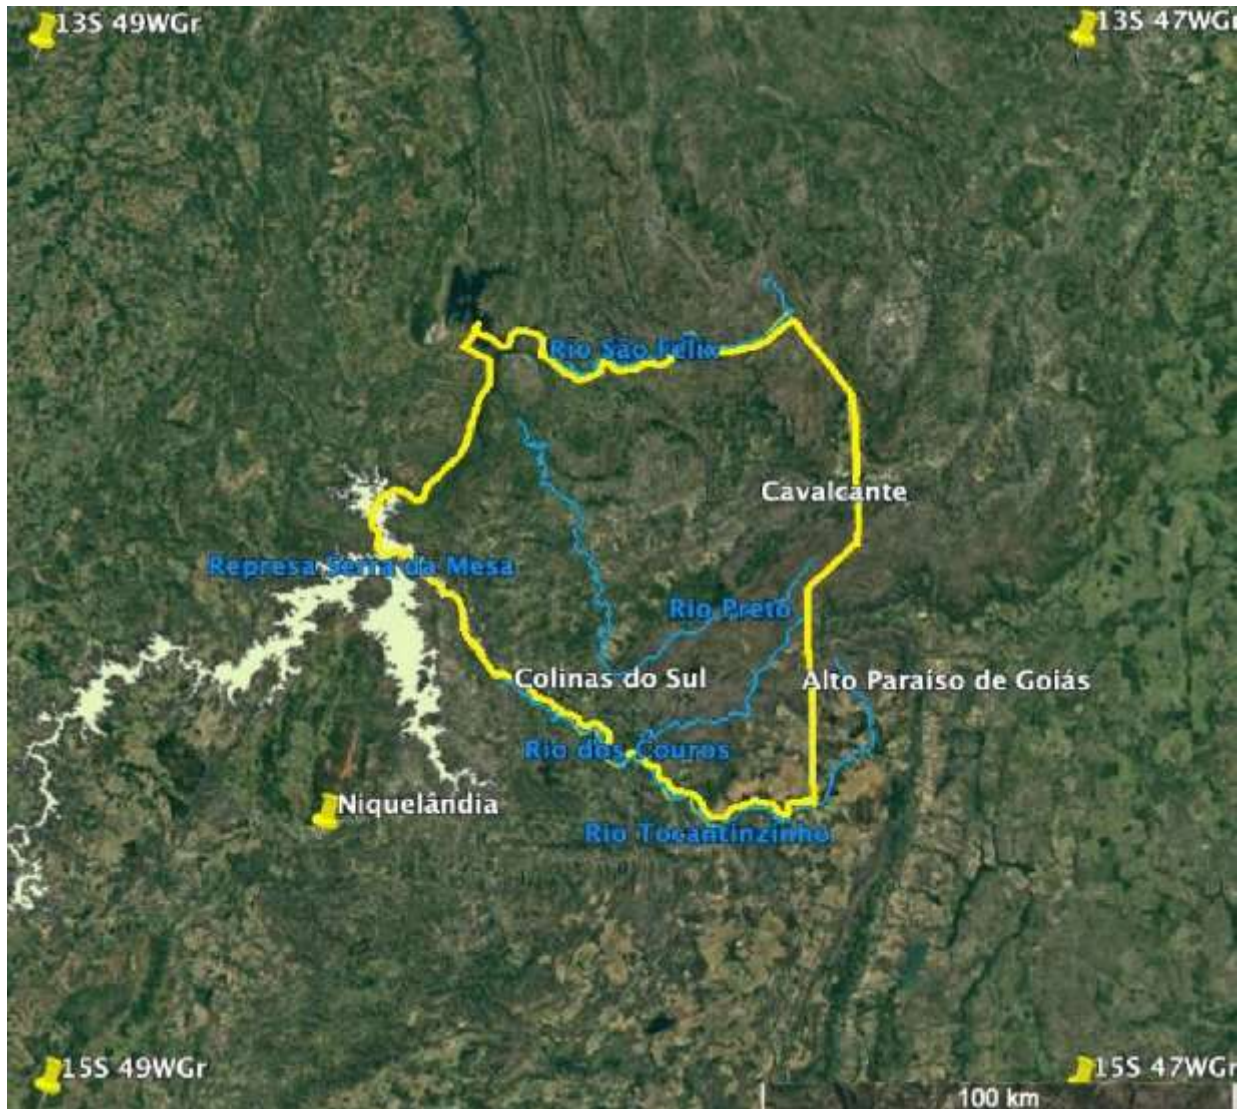 13S 49WGr
13S 47WGr
Rio São Felix
Cavalcante
Represa Serra da Mesa
Rio Preto
Colinas do Sul
Alto Paraíso de Goiás
Rio dos Couros
Niquelândia
Rio Tocantinzinho
15S 49WGr
15S 47WGr
100 km